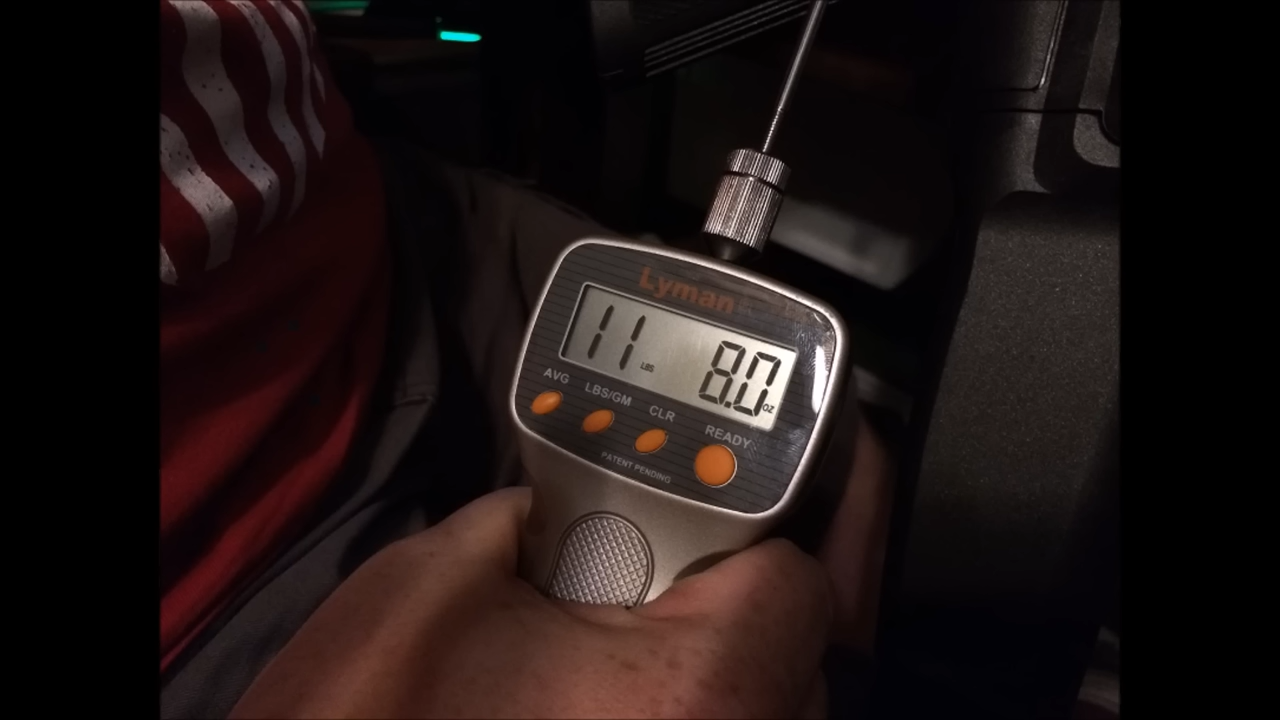 Lyman
11 LBS 8.0 OZ
AVG LBS/GM CLR READY
PATENT PENDING